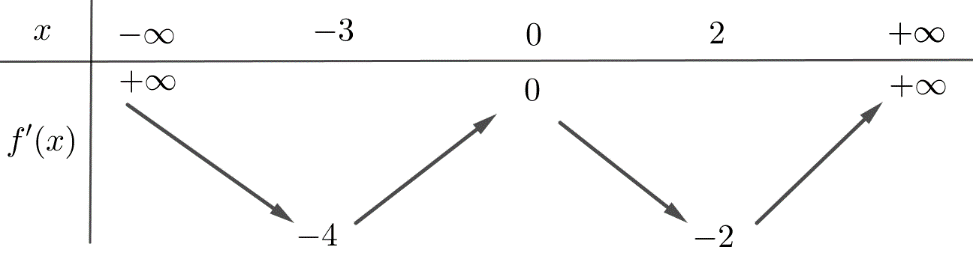 x −∞ −3 0 2 +∞
+∞ 0 +∞
f′(x)
−4 −2